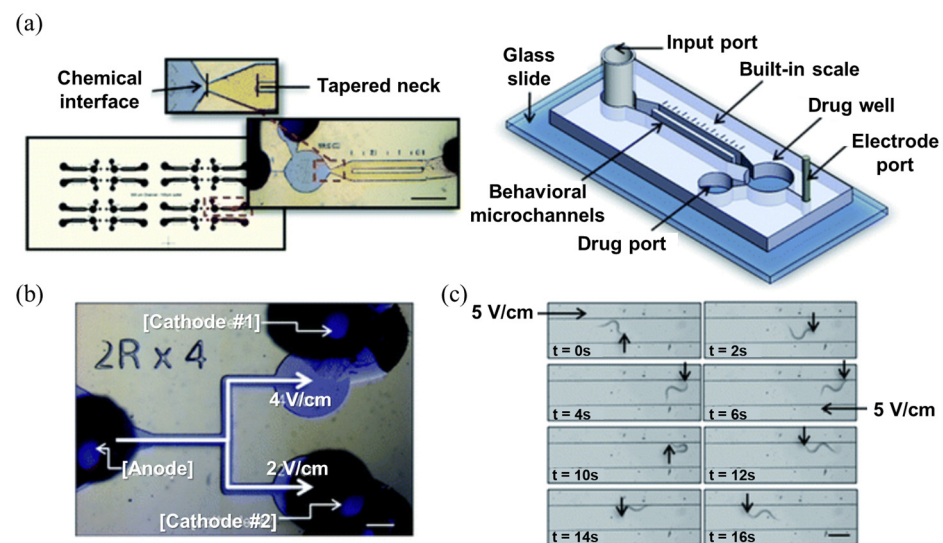 (a)
Chemical
interface
Tapered neck
Glass
slide
Input port
Built-in scale
Drug well
Electrode
port
Behavioral
microchannels
Drug port
(b)
[Cathode #1]
2R x 4
4 V/cm
[Anode]
2 V/cm
[Cathode #2]
(c)
5 V/cm
t = 0s
t = 2s
t = 4s
t = 6s
5 V/cm
t = 10s
t = 12s
t = 14s
t = 16s